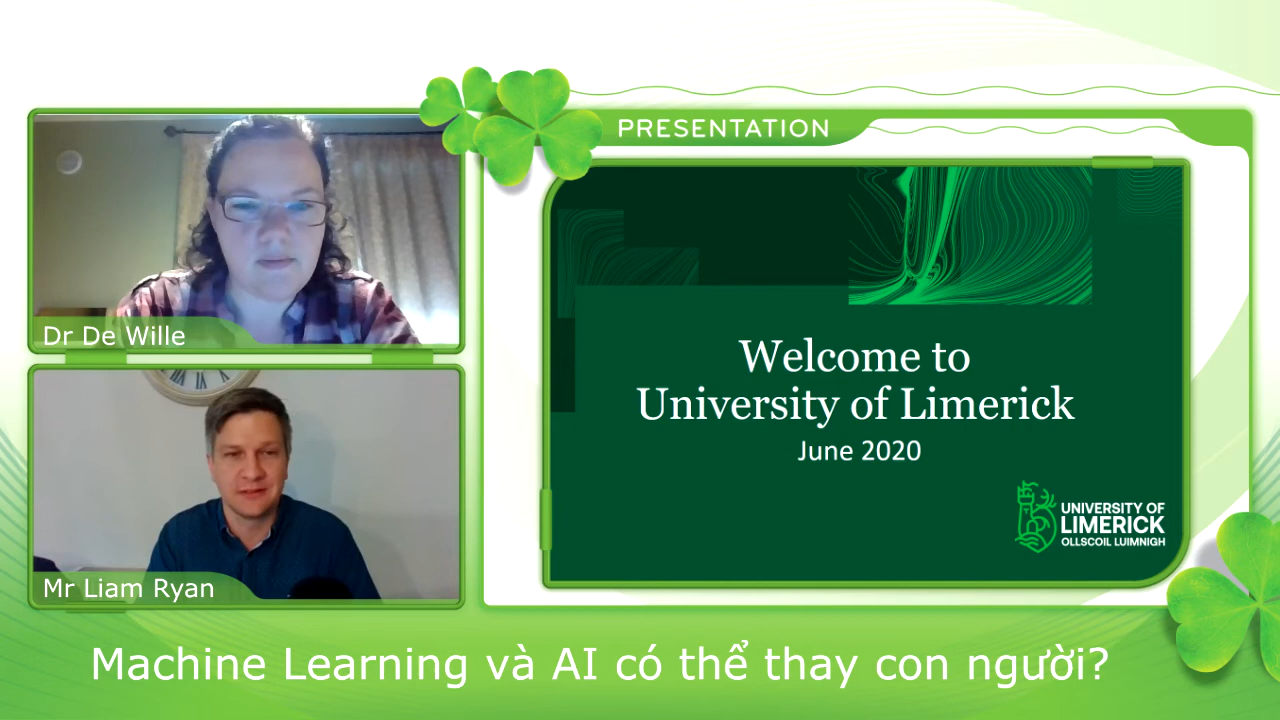 PRESENTATION
Dr De Wille
Mr Liam Ryan
Welcome to
University of Limerick
June 2020
UNIVERSITY OF
LIMERICK
OLLSCOIL LUIMNIGH
Machine Learning và AI có thể thay con người?